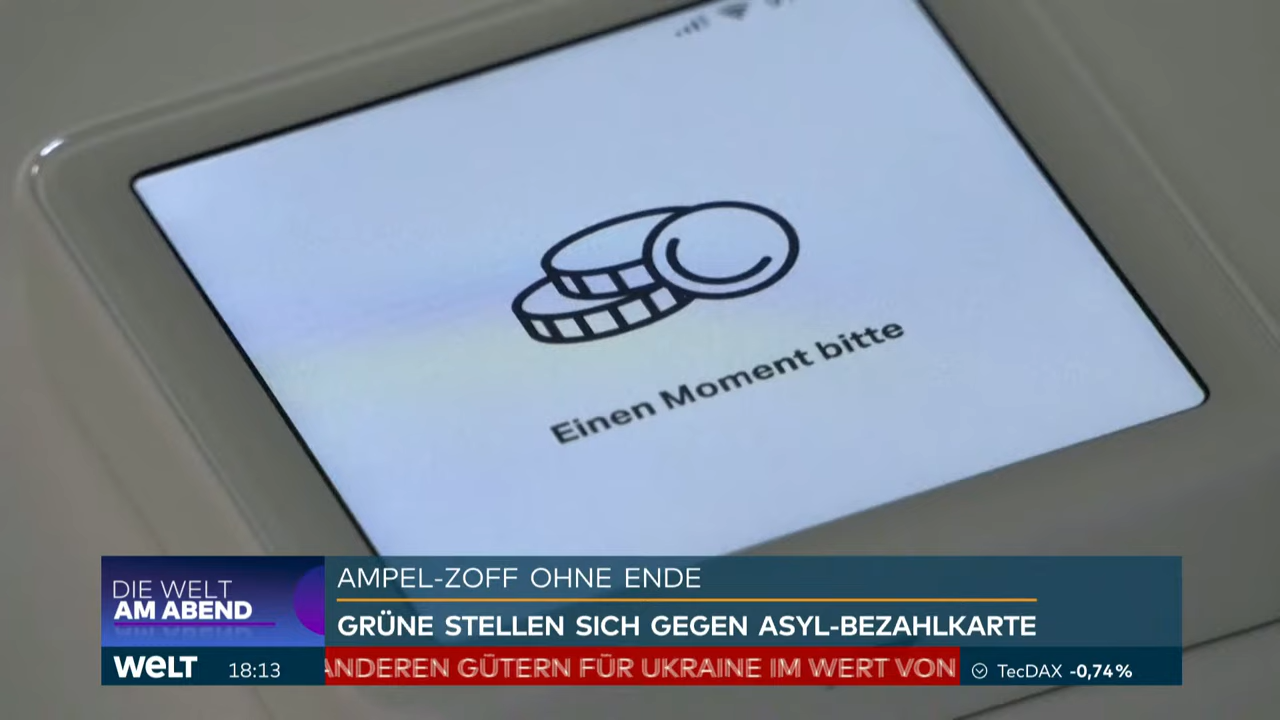 Einen Moment bitte
DIE WELT
AM ABEND
AMPEL-ZOFF OHNE ENDE
GRÜNE STELLEN SICH GEGEN ASYL-BEZAHLKARTE
WELT
18:13
ANDEREN GÜTERN FÜR UKRAINE IM WERT VON
TecDAX -0,74%